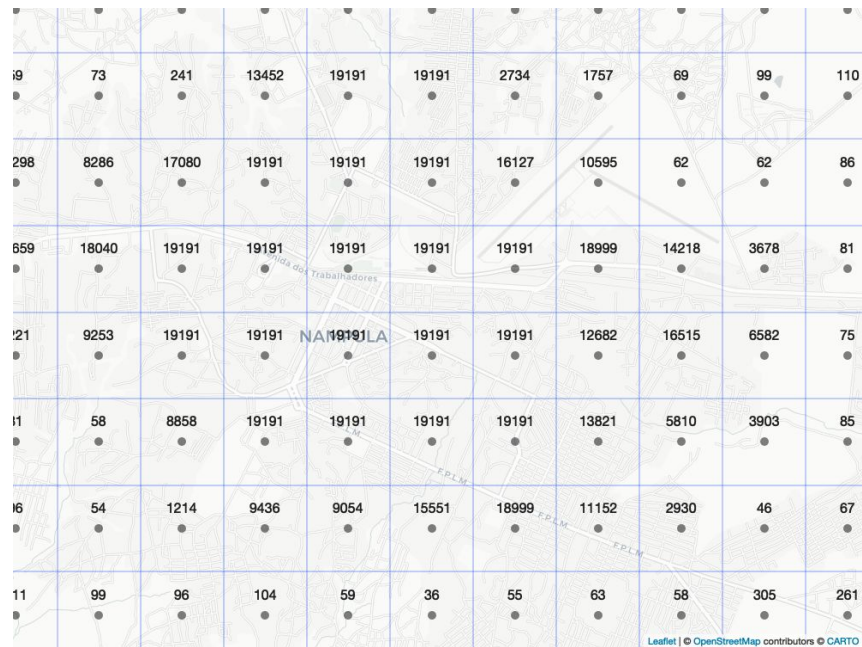 73 241 13452 19191 19191 2734 1757 69 99 110
298 8286 17080 19191 19191 19191 16127 10595 62 62 86
659 18040 19191 19191 19191 19191 19191 18999 14218 3678 81
Avenida dos Trabalhadores
221 9253 19191 19191 19191 19191 19191 12682 16515 6582 75
NAMPULA
58 8858 19191 19191 19191 19191 13821 5810 3903 85
F.P.L.M
54 1214 9436 9054 15551 18999 11152 2930 46 67
F.P.L.M
F.P.L.M
11 99 96 104 59 36 55 63 58 305 261
Leaflet | © OpenStreetMap contributors © CARTO